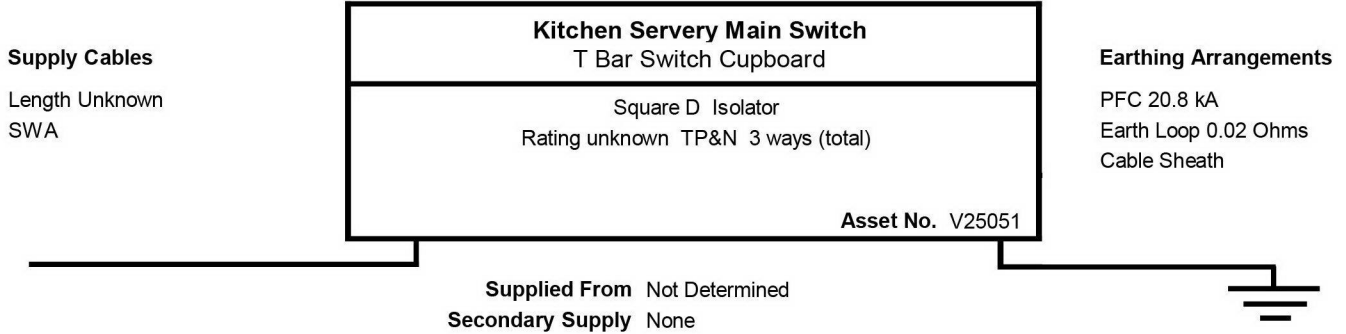 Kitchen Servery Main Switch
T Bar Switch Cupboard
Supply Cables
Length Unknown
SWA
Square D Isolator
Rating unknown TP&N 3 ways (total)
Asset No. V25051
Earthing Arrangements
PFC 20.8 kA
Earth Loop 0.02 Ohms
Cable Sheath
Supplied From Not Determined
Secondary Supply None